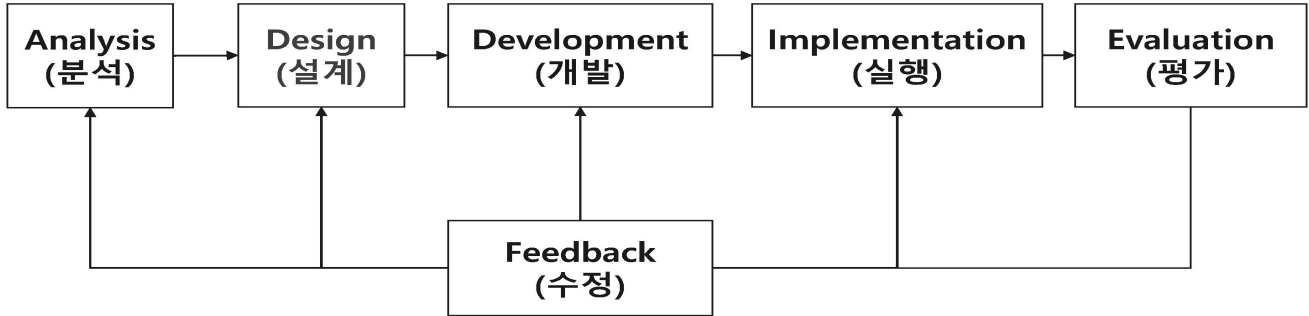 Analysis
(분석)
Design
(설계)
Development
(개발)
Implementation
(실행)
Evaluation
(평가)
Feedback
(수정)